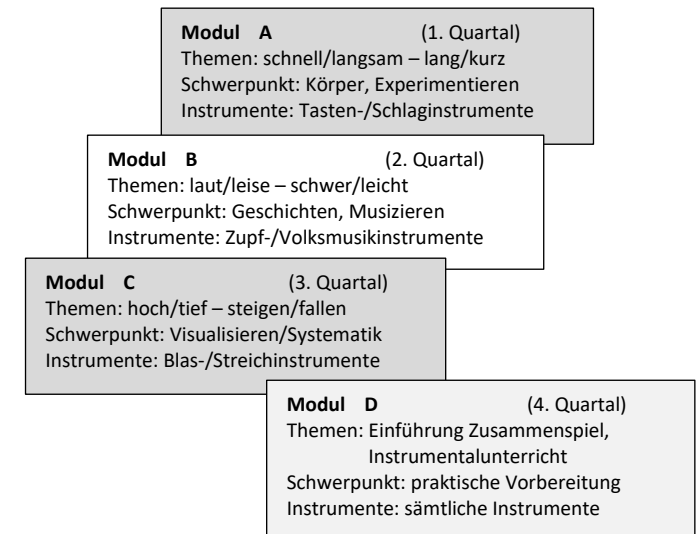 Modul A (1. Quartal)
Themen: schnell/langsam – lang/kurz
Schwerpunkt: Körper, Experimentieren
Instrumente: Tasten-/Schlaginstrumente
Modul B (2. Quartal)
Themen: laut/leise – schwer/leicht
Schwerpunkt: Geschichten, Musizieren
Instrumente: Zupf-/Volksmusikinstrumente
Modul C (3. Quartal)
Themen: hoch/tief – steigen/fallen
Schwerpunkt: Visualisieren/Systematik
Instrumente: Blas-/Streichinstrumente
Modul D (4. Quartal)
Themen: Einführung Zusammenspiel,
Instrumentalunterricht
Schwerpunkt: praktische Vorbereitung
Instrumente: sämtliche Instrumente